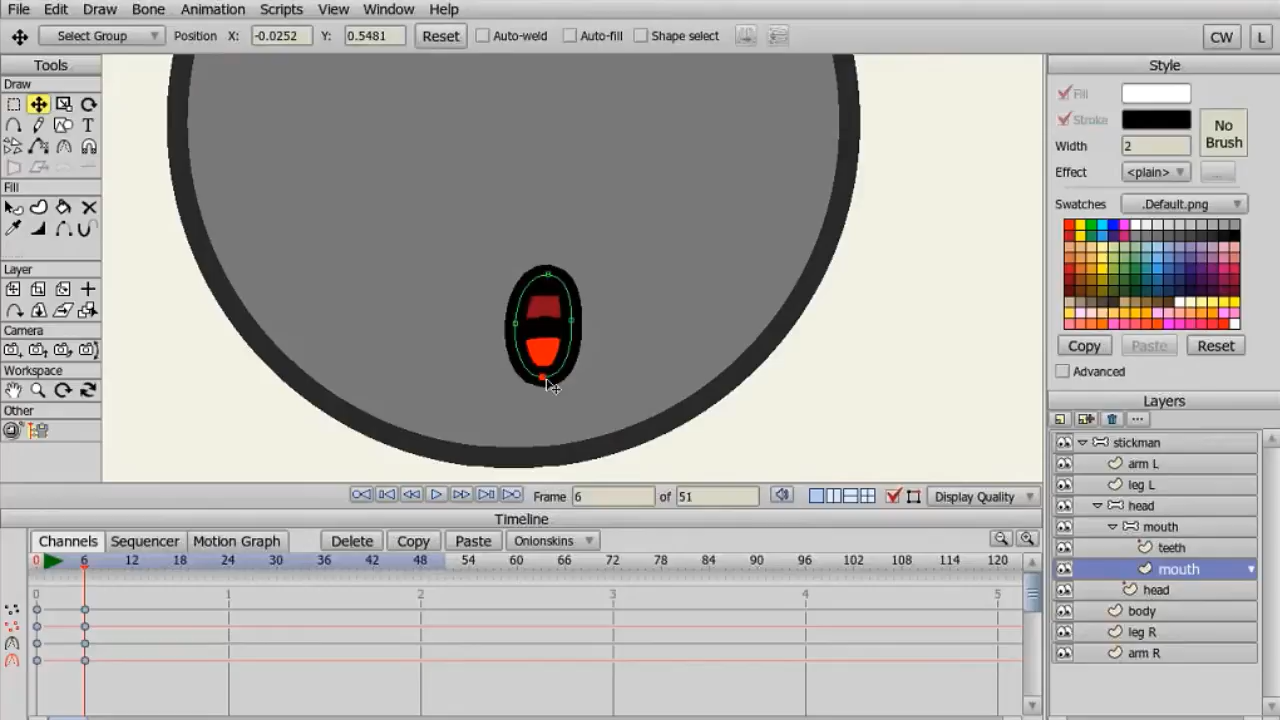 File Edit Draw Bone Animation Scripts View Window Help
Select Group Position X: -0.0252 Y: 0.5481 Reset Auto-weld Auto-fill Shape select CW L
Tools
Draw
T
Fill
Layer
Camera
Workspace
Other
Style
Fill
Stroke
No
Brush
Width 2
Effect <plain> ...
Swatches .Default.png
Copy Paste Reset
Advanced
Layers
stickman
arm L
leg L
head
mouth
teeth
mouth
head
body
leg R
arm R
Frame 6 of 51 Display Quality
Timeline
Channels Sequencer Motion Graph Delete Copy Paste Onionskins
0 6 12 18 24 30 36 42 48 54 60 66 72 78 84 90 96 102 108 114 120
0 1 2 3 4 5